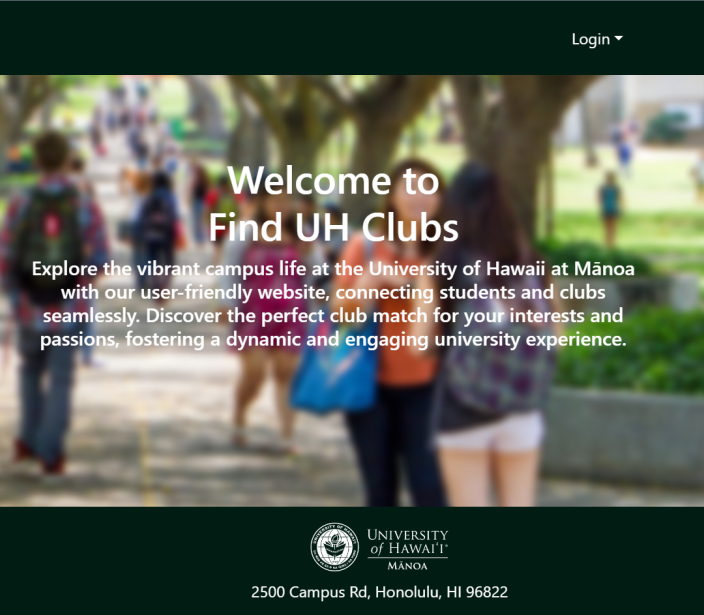 Login
Welcome to
Find UH Clubs
Explore the vibrant campus life at the University of Hawaii at Mānoa
with our user-friendly website, connecting students and clubs
seamlessly. Discover the perfect club match for your interests and
passions, fostering a dynamic and engaging university experience.
UNIVERSITY
of HAWAI'I®
MĀNOA
2500 Campus Rd, Honolulu, HI 96822